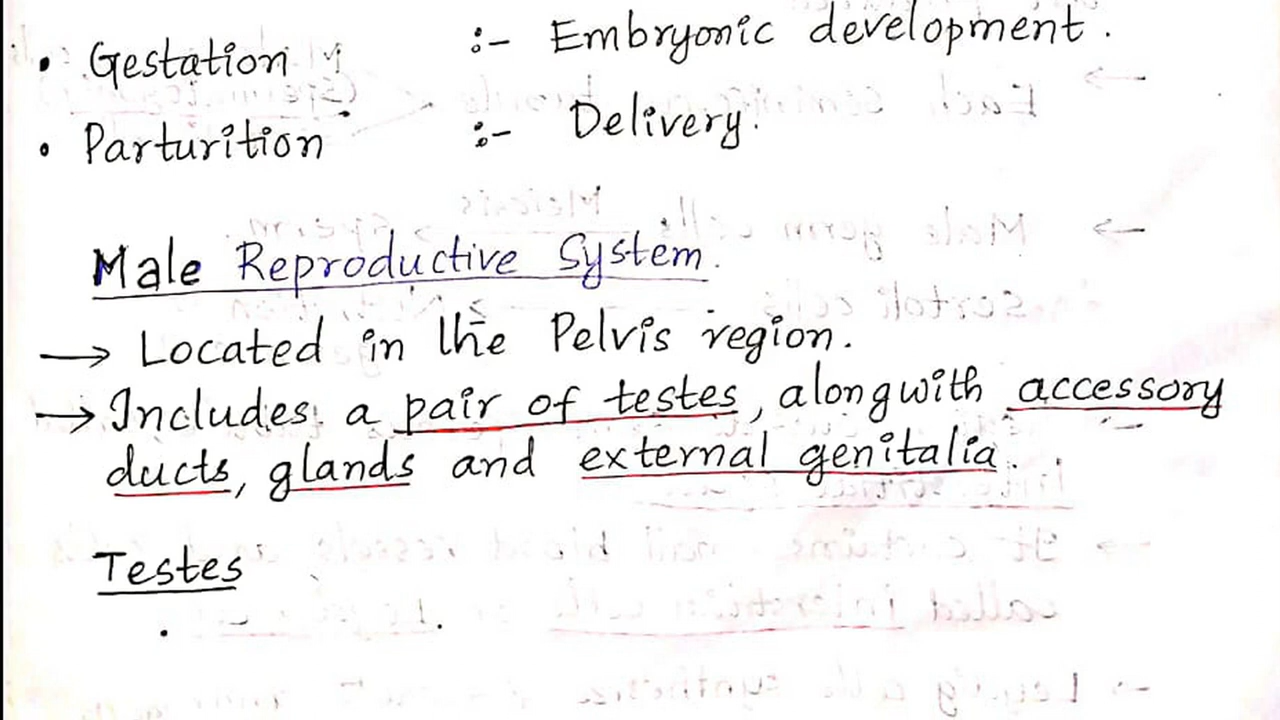 • Gestation :- Embryonic development.
• Parturition :- Delivery.
Male Reproductive System.
→ Located in the Pelvis region.
→ Includes a pair of testes, alongwith accessory
ducts, glands and external genitalia.
Testes